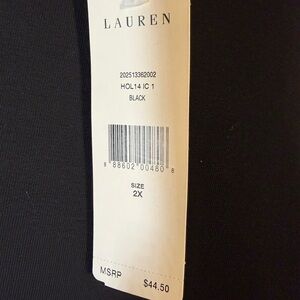 LAUREN
202513362002
HOL14 IC 1
BLACK
8 88602 00480 8
SIZE
2X
MSRP $44.50